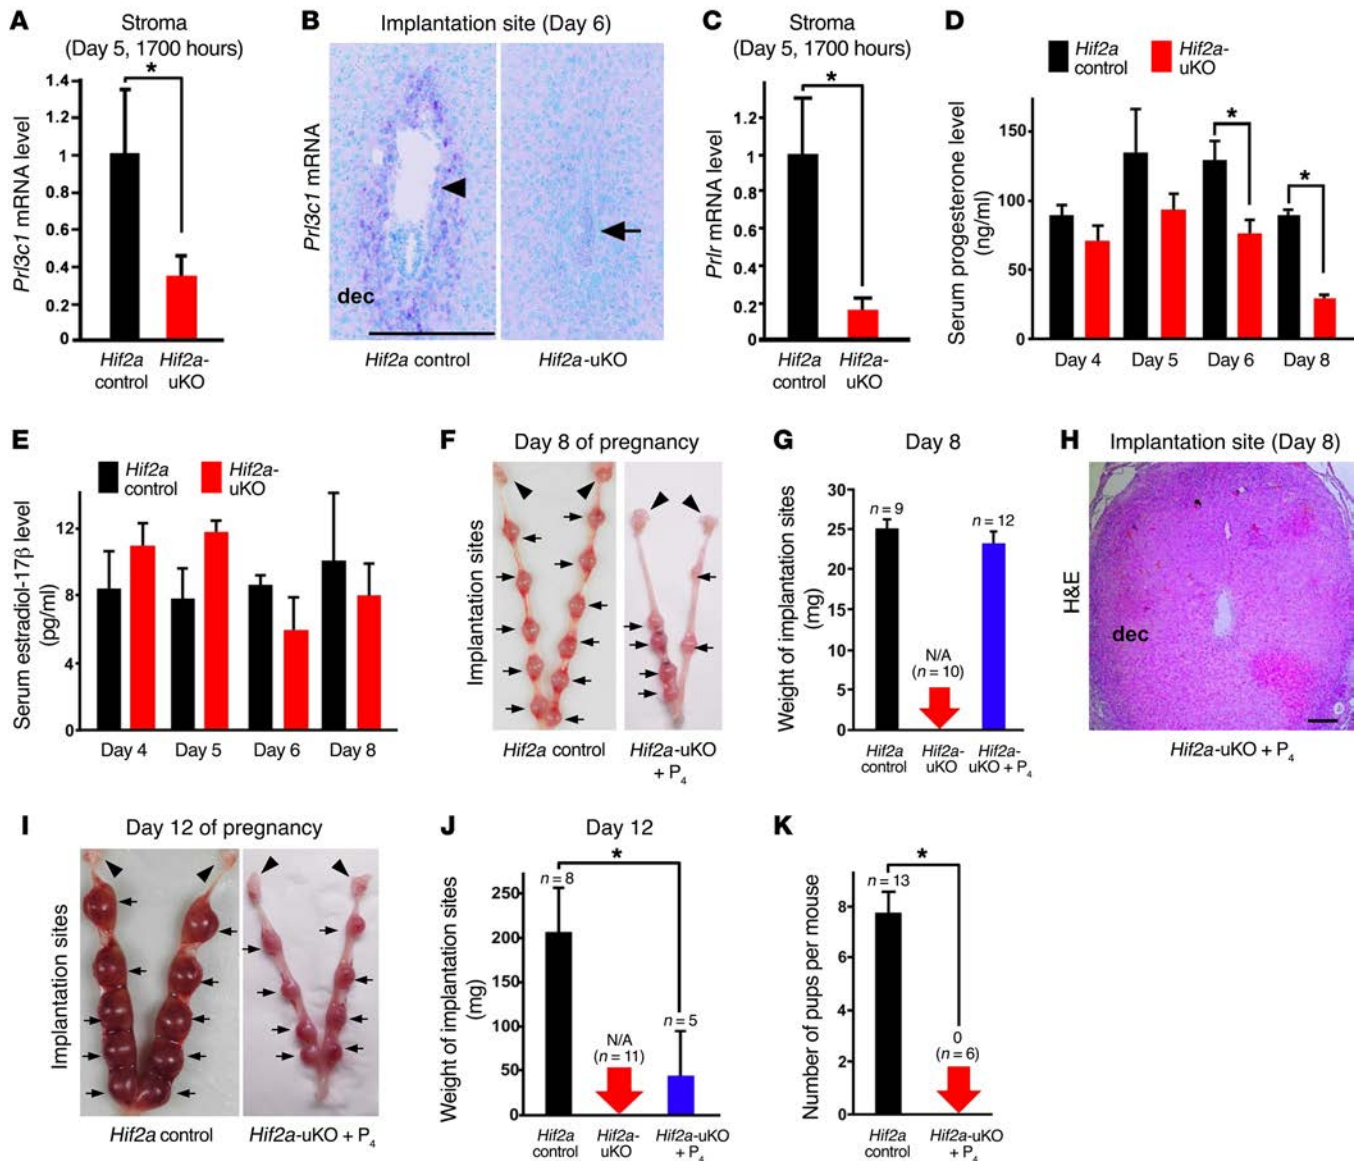 A
Stroma
(Day 5, 1700 hours)
*
Prl3c1 mRNA level
1.4
1.2
1
0.8
0.6
0.4
0.2
0
Hif2a
control
Hif2a-
uKO
B
Implantation site (Day 6)
Prl3c1 mRNA
dec
Hif2a control
Hif2a-uKO
C
Stroma
(Day 5, 1700 hours)
*
Prlr mRNA level
1.4
1.2
1
0.8
0.6
0.4
0.2
0
Hif2a
control
Hif2a-
uKO
D
Hif2a
control
Hif2a-
uKO
Serum progesterone level
(ng/ml)
150
100
50
0
*
*
Day 4
Day 5
Day 6
Day 8
E
Hif2a
control
Hif2a-
uKO
Serum estradiol-17β level
(pg/ml)
12
8
4
0
Day 4
Day 5
Day 6
Day 8
F
Day 8 of pregnancy
Implantation sites
Hif2a control
Hif2a-uKO
+ P4
G
Day 8
Weight of implantation sites
(mg)
30
25
20
15
10
5
0
n = 9
N/A
(n = 10)
n = 12
Hif2a
control
Hif2a-
uKO
Hif2a-
uKO + P4
H
Implantation site (Day 8)
H&E
dec
Hif2a-uKO + P4
I
Day 12 of pregnancy
Implantation sites
Hif2a control
Hif2a-uKO + P4
J
Day 12
*
Weight of implantation sites
(mg)
250
200
150
100
50
0
n = 8
N/A
(n = 11)
n = 5
Hif2a
control
Hif2a-
uKO
Hif2a-uKO
+ P4
K
*
Number of pups per mouse
8
6
4
2
0
n = 13
0
(n = 6)
Hif2a
control
Hif2a-uKO
+ P4